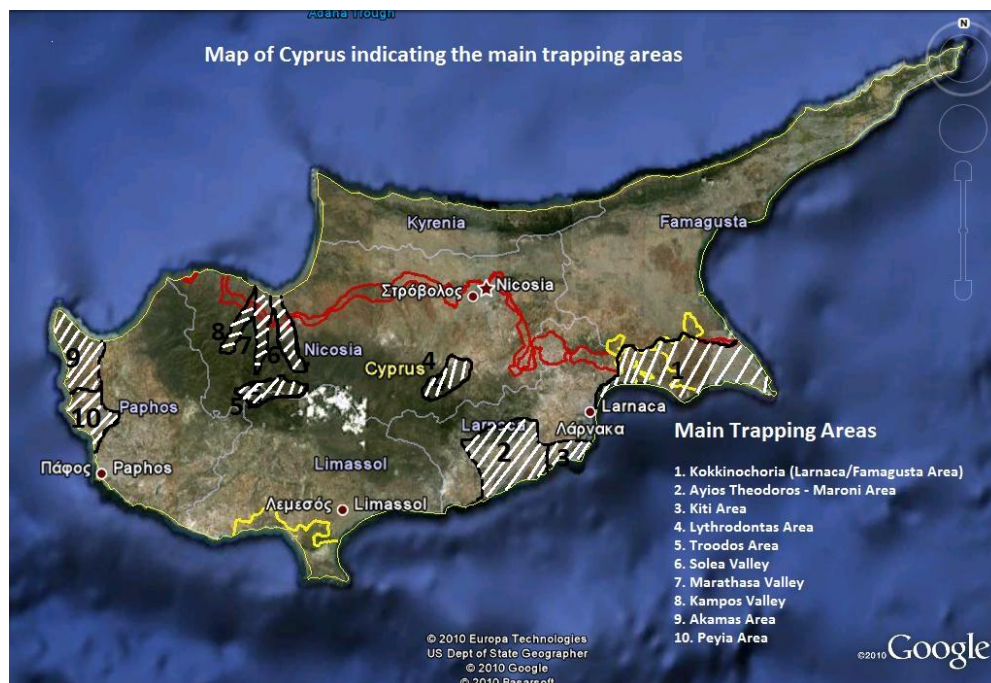 Adana Trough
Map of Cyprus indicating the main trapping areas
N
Kyrenia
Famagusta
Στρόβολος
Nicosia
8
7
6
Nicosia
9
Cyprus
4
1
5
10
Paphos
Larnaca
Larnaca
Λάρνακα
2
3
Limassol
Πάφος
Paphos
Λεμεσός
Limassol
Main Trapping Areas
1. Kokkinochoria (Larnaca/Famagusta Area)
2. Ayios Theodoros - Maroni Area
3. Kiti Area
4. Lythrodontas Area
5. Troodos Area
6. Solea Valley
7. Marathasa Valley
8. Kampos Valley
9. Akamas Area
10. Peyia Area
© 2010 Europa Technologies
US Dept of State Geographer
© 2010 Google
© 2010 Basarsoft
©2010 Google